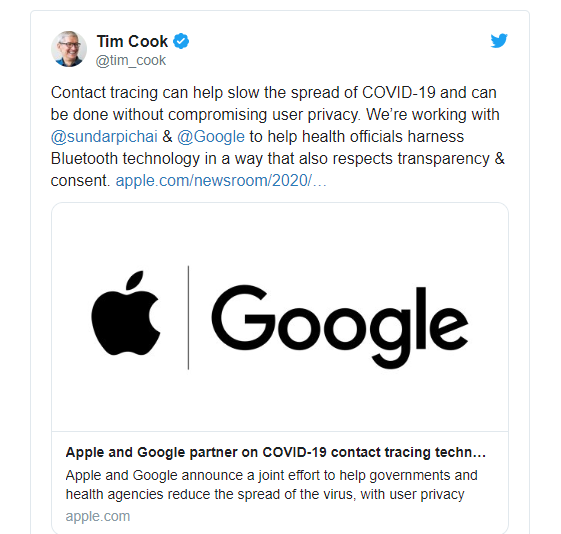 Tim Cook
@tim_cook
Contact tracing can help slow the spread of COVID-19 and can
be done without compromising user privacy. We’re working with
@sundarpichai & @Google to help health officials harness
Bluetooth technology in a way that also respects transparency &
consent. apple.com/newsroom/2020/…
Google
Apple and Google partner on COVID-19 contact tracing techn…
Apple and Google announce a joint effort to help governments and
health agencies reduce the spread of the virus, with user privacy
apple.com